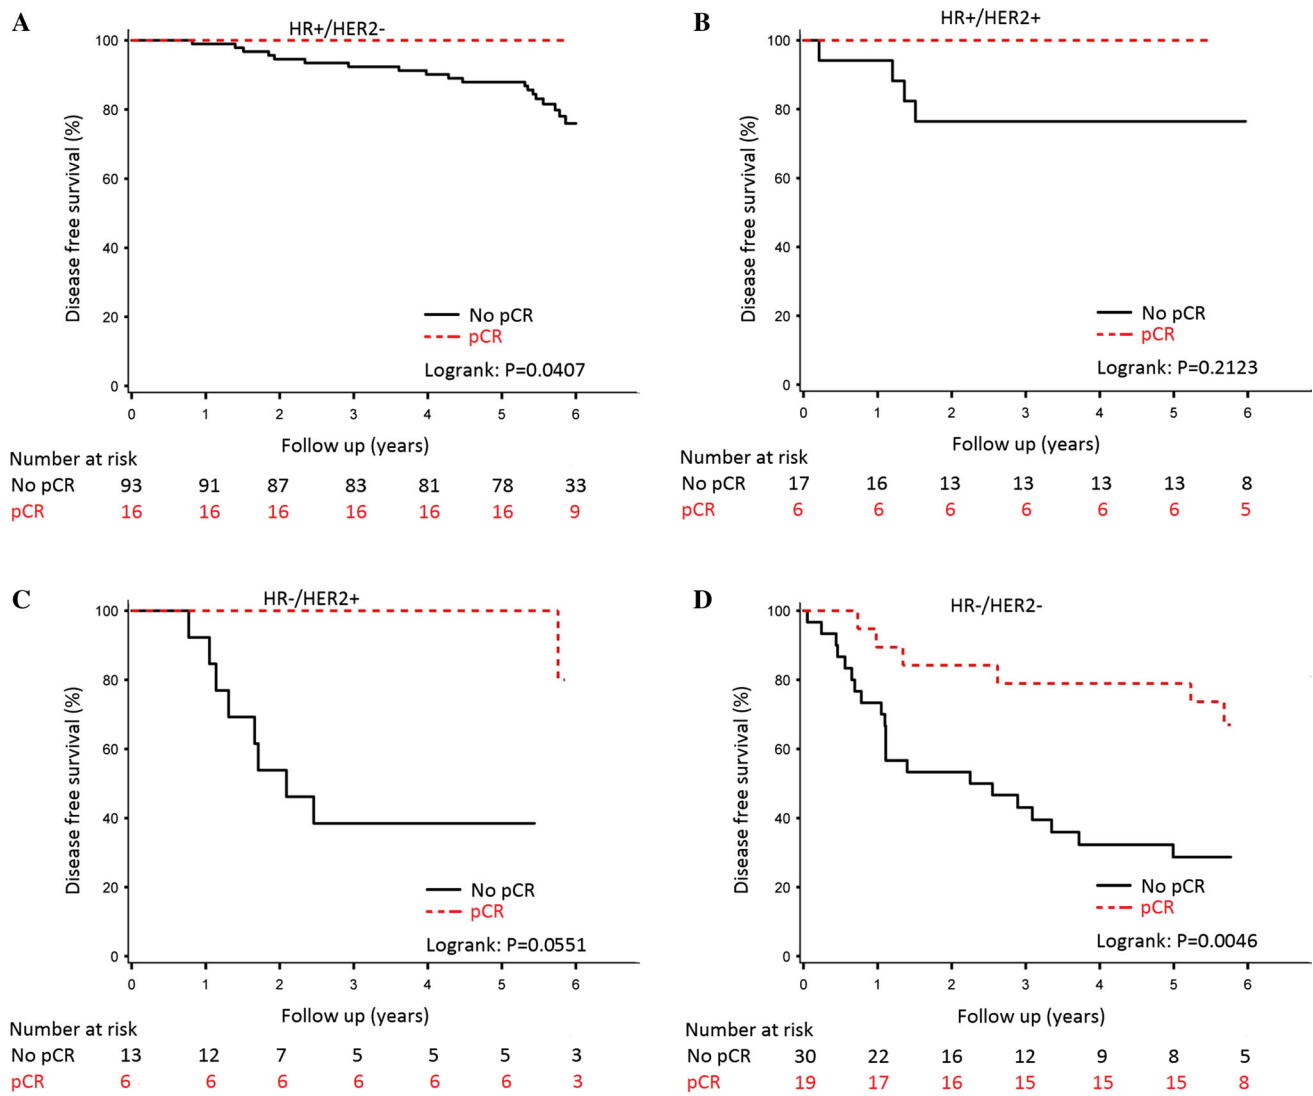 A
HR+/HER2-
Disease free survival (%)
100
80
60
40
20
0
No pCR
pCR
Logrank: P=0.0407
0 1 2 3 4 5 6
Follow up (years)
Number at risk
No pCR 93 91 87 83 81 78 33
pCR 16 16 16 16 16 16 9
B
HR+/HER2+
Disease free survival (%)
100
80
60
40
20
0
No pCR
pCR
Logrank: P=0.2123
0 1 2 3 4 5 6
Follow up (years)
Number at risk
No pCR 17 16 13 13 13 13 8
pCR 6 6 6 6 6 6 5
C
HR-/HER2+
Disease free survival (%)
100
80
60
40
20
0
No pCR
pCR
Logrank: P=0.0551
0 1 2 3 4 5 6
Follow up (years)
Number at risk
No pCR 13 12 7 5 5 5 3
pCR 6 6 6 6 6 6 3
D
HR-/HER2-
Disease free survival (%)
100
80
60
40
20
0
No pCR
pCR
Logrank: P=0.0046
0 1 2 3 4 5 6
Follow up (years)
Number at risk
No pCR 30 22 16 12 9 8 5
pCR 19 17 16 15 15 15 8